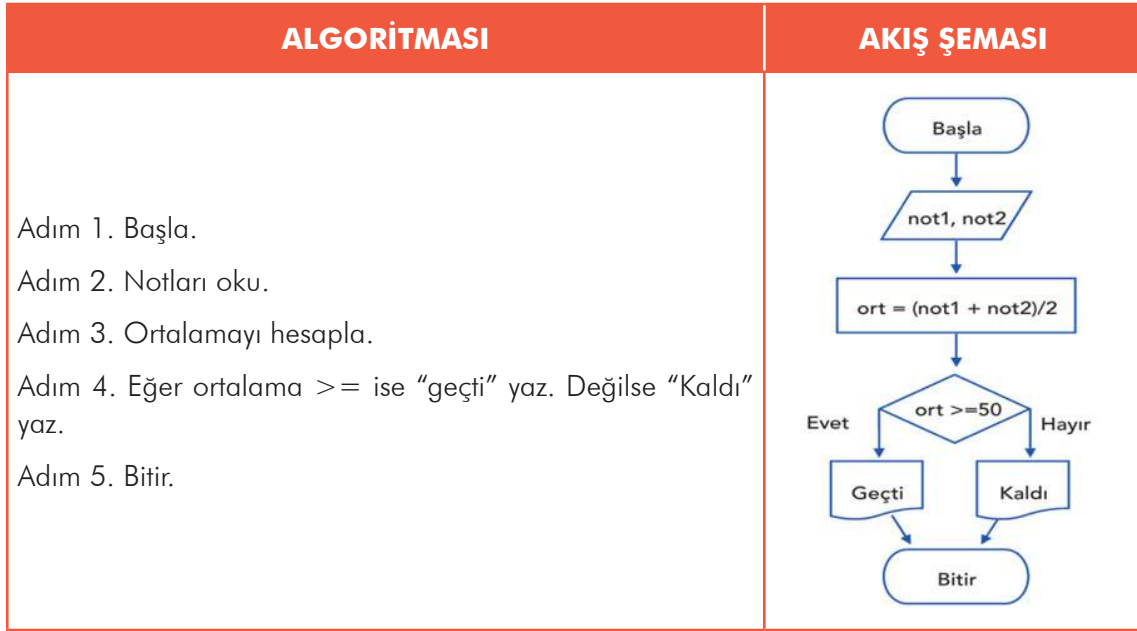 ALGORİTMASI
AKIŞ ŞEMASI
Adım 1. Başla.
Adım 2. Notları oku.
Adım 3. Ortalamayı hesapla.
Adım 4. Eğer ortalama >= ise “geçti” yaz. Değilse “Kaldı”
yaz.
Adım 5. Bitir.
Başla
not1, not2
ort = (not1 + not2)/2
ort >=50
Evet
Hayır
Geçti
Kaldı
Bitir